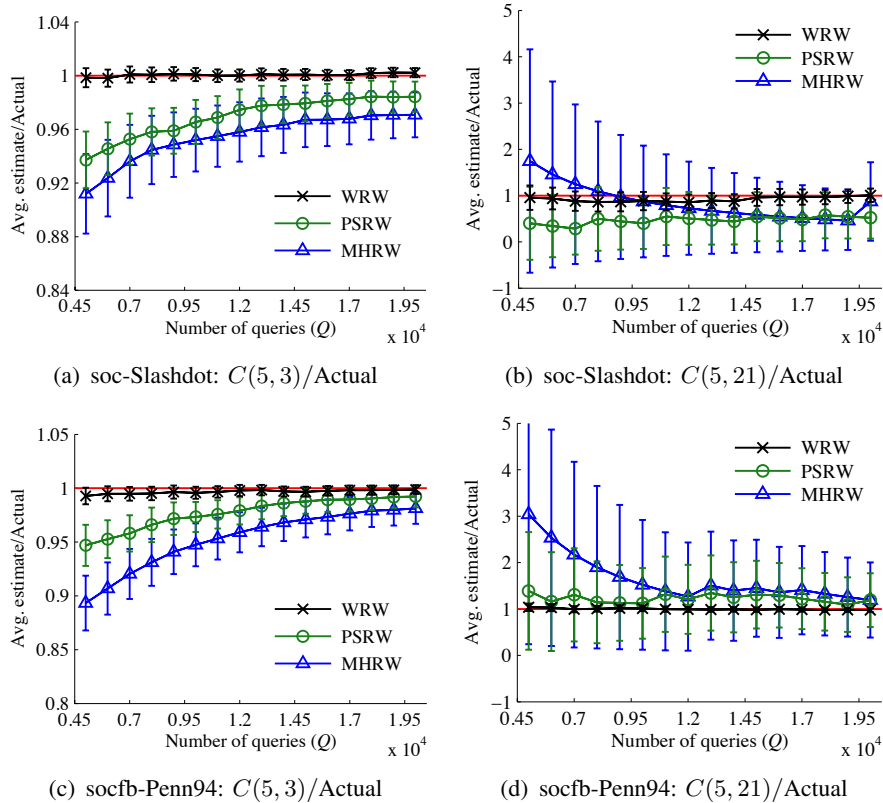 1.04
1
0.96
0.92
0.88
0.84
Avg. estimate/Actual
WRW
PSRW
MHRW
0.45 0.7 0.95 1.2 1.45 1.7 1.95
Number of queries (Q)
x 10^4
(a) soc-Slashdot: C(5, 3)/Actual
5
4
3
2
1
0
−1
Avg. estimate/Actual
WRW
PSRW
MHRW
0.45 0.7 0.95 1.2 1.45 1.7 1.95
Number of queries (Q)
x 10^4
(b) soc-Slashdot: C(5, 21)/Actual
1.05
1
0.95
0.9
0.85
0.8
Avg. estimate/Actual
WRW
PSRW
MHRW
0.45 0.7 0.95 1.2 1.45 1.7 1.95
Number of queries (Q)
x 10^4
(c) socfb-Penn94: C(5, 3)/Actual
5
4
3
2
1
0
−1
Avg. estimate/Actual
WRW
PSRW
MHRW
0.45 0.7 0.95 1.2 1.45 1.7 1.95
Number of queries (Q)
x 10^4
(d) socfb-Penn94: C(5, 21)/Actual